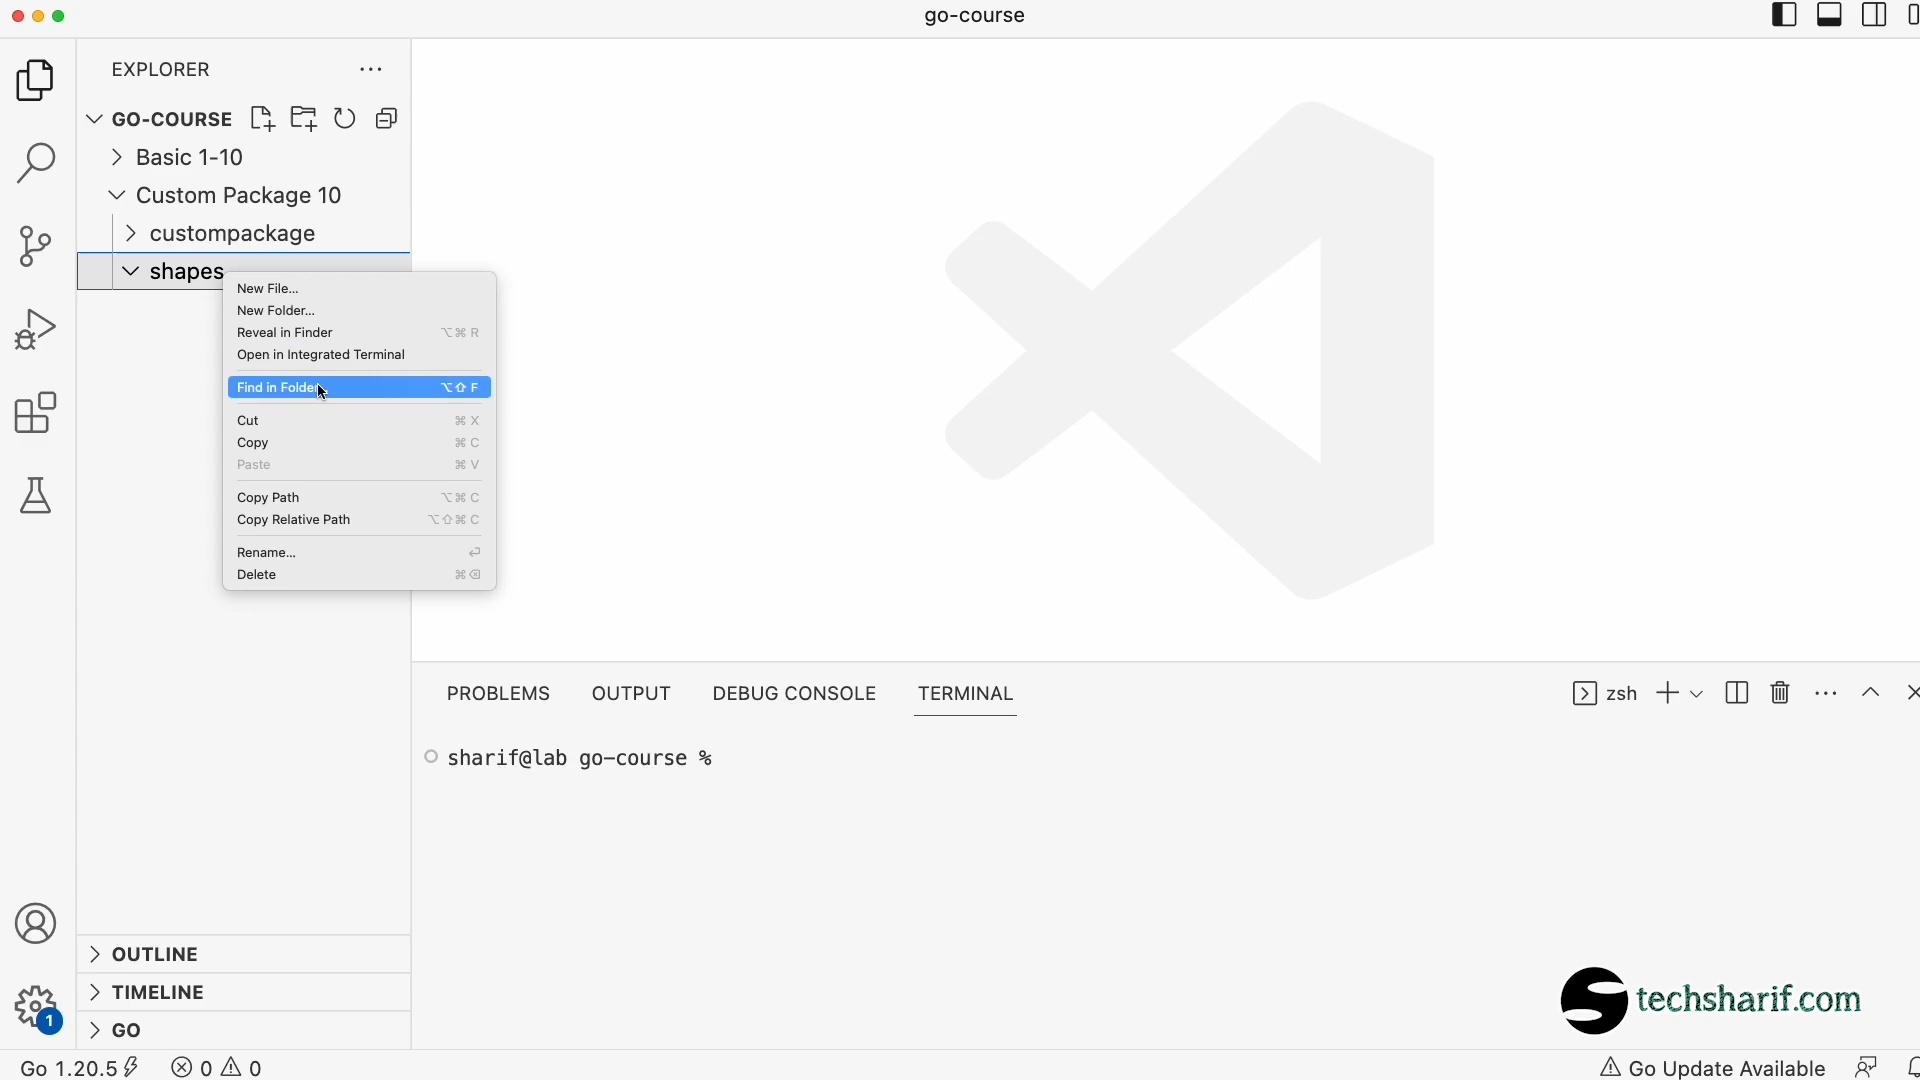 go-course
EXPLORER
GO-COURSE
Basic 1-10
Custom Package 10
custompackage
shapes
New File...
New Folder...
Reveal in Finder ⌥⌘ R
Open in Integrated Terminal
Find in Folder ⌥⇧ F
Cut ⌘ X
Copy ⌘ C
Paste ⌘ V
Copy Path ⌥⌘ C
Copy Relative Path ⌥⇧⌘ C
Rename... ⏎
Delete ⌘⌫
PROBLEMS OUTPUT DEBUG CONSOLE TERMINAL zsh
sharif@lab go-course %
OUTLINE
TIMELINE
GO
1
techsharif.com
Go 1.20.5 0 0 Go Update Available